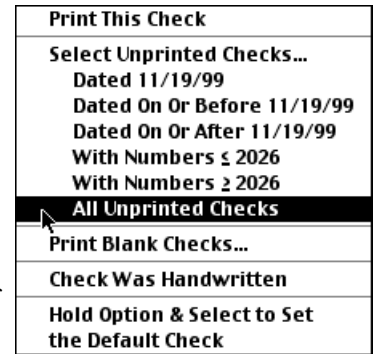 Print This Check
Select Unprinted Checks...
Dated 11/19/99
Dated On Or Before 11/19/99
Dated On Or After 11/19/99
With Numbers ≤ 2026
With Numbers ≥ 2026
All Unprinted Checks
Print Blank Checks...
Check Was Handwritten
Hold Option & Select to Set
the Default Check